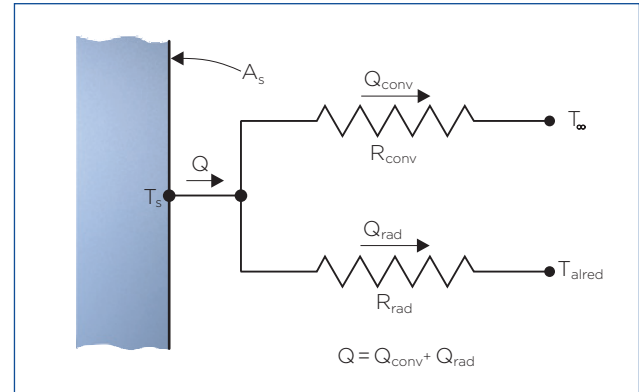 A_s
Q_conv
T_∞
R_conv
Q
T_s
Q_rad
T_alred
R_rad
Q = Q_conv + Q_rad